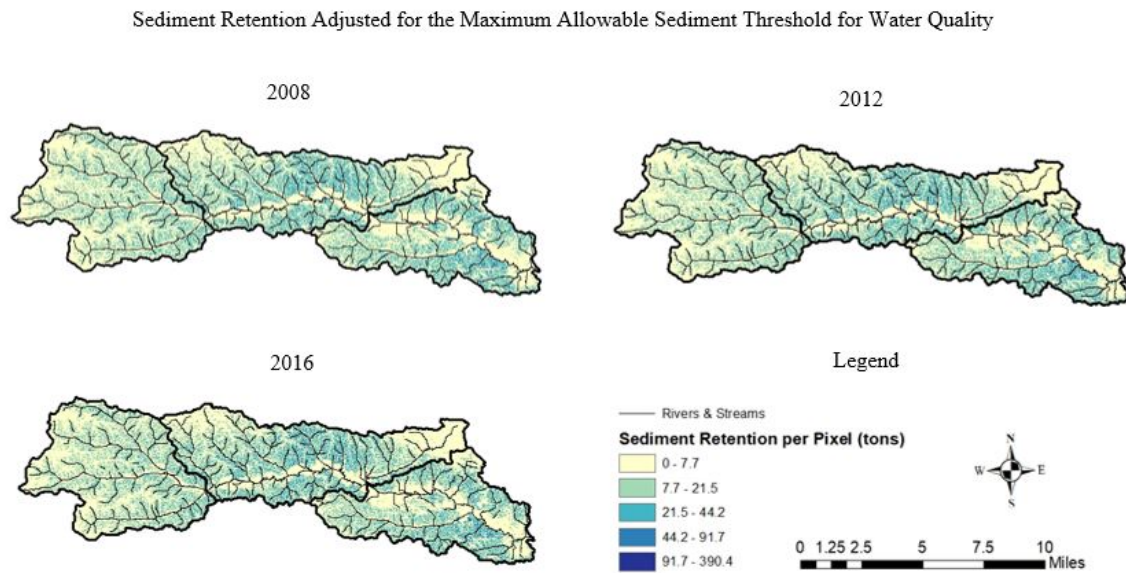 Sediment Retention Adjusted for the Maximum Allowable Sediment Threshold for Water Quality
2008
2012
2016
Legend
Rivers & Streams
Sediment Retention per Pixel (tons)
0 - 7.7
7.7 - 21.5
21.5 - 44.2
44.2 - 91.7
91.7 - 390.4
N
W
E
S
0 1.25 2.5 5 7.5 10
Miles